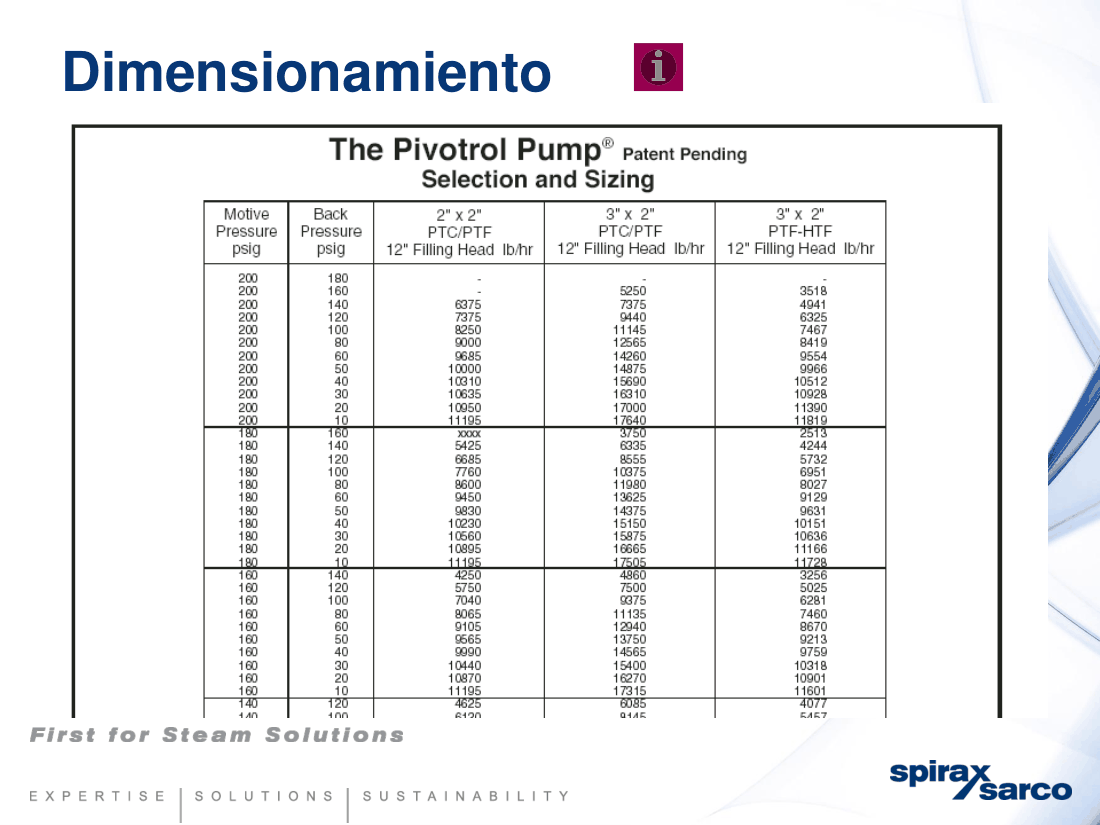 Dimensionamiento
i
The Pivotrol Pump® Patent Pending
Selection and Sizing
Motive Pressure psig Back Pressure psig 2" x 2" PTC/PTF 12" Filling Head lb/hr 3" x 2" PTC/PTF 12" Filling Head lb/hr 3" x 2" PTF-HTF 12" Filling Head lb/hr
200 180 - - -
200 160 - 5250 3518
200 140 6375 7375 4941
200 120 7375 9440 6325
200 100 8250 11145 7467
200 80 9000 12565 8419
200 60 9685 14260 9554
200 50 10000 14875 9966
200 40 10310 15690 10512
200 30 10635 16310 10928
200 20 10950 17000 11390
200 10 11195 17640 11819
180 160 xxxx 3750 2513
180 140 5425 6335 4244
180 120 6685 8555 5732
180 100 7760 10375 6951
180 80 8600 11980 8027
180 60 9450 13625 9129
180 50 9830 14375 9631
180 40 10230 15150 10151
180 30 10560 15875 10636
180 20 10895 16665 11166
180 10 11195 17505 11728
160 140 4250 4860 3256
160 120 5750 7500 5025
160 100 7040 9375 6281
160 80 8065 11135 7460
160 60 9105 12940 8670
160 50 9565 13750 9213
160 40 9990 14565 9759
160 30 10440 15400 10318
160 20 10870 16270 10901
160 10 11195 17315 11601
140 120 4625 6085 4077
140 100 6130 8145 5457
First for Steam Solutions
EXPERTISE SOLUTIONS SUSTAINABILITY
spirax sarco